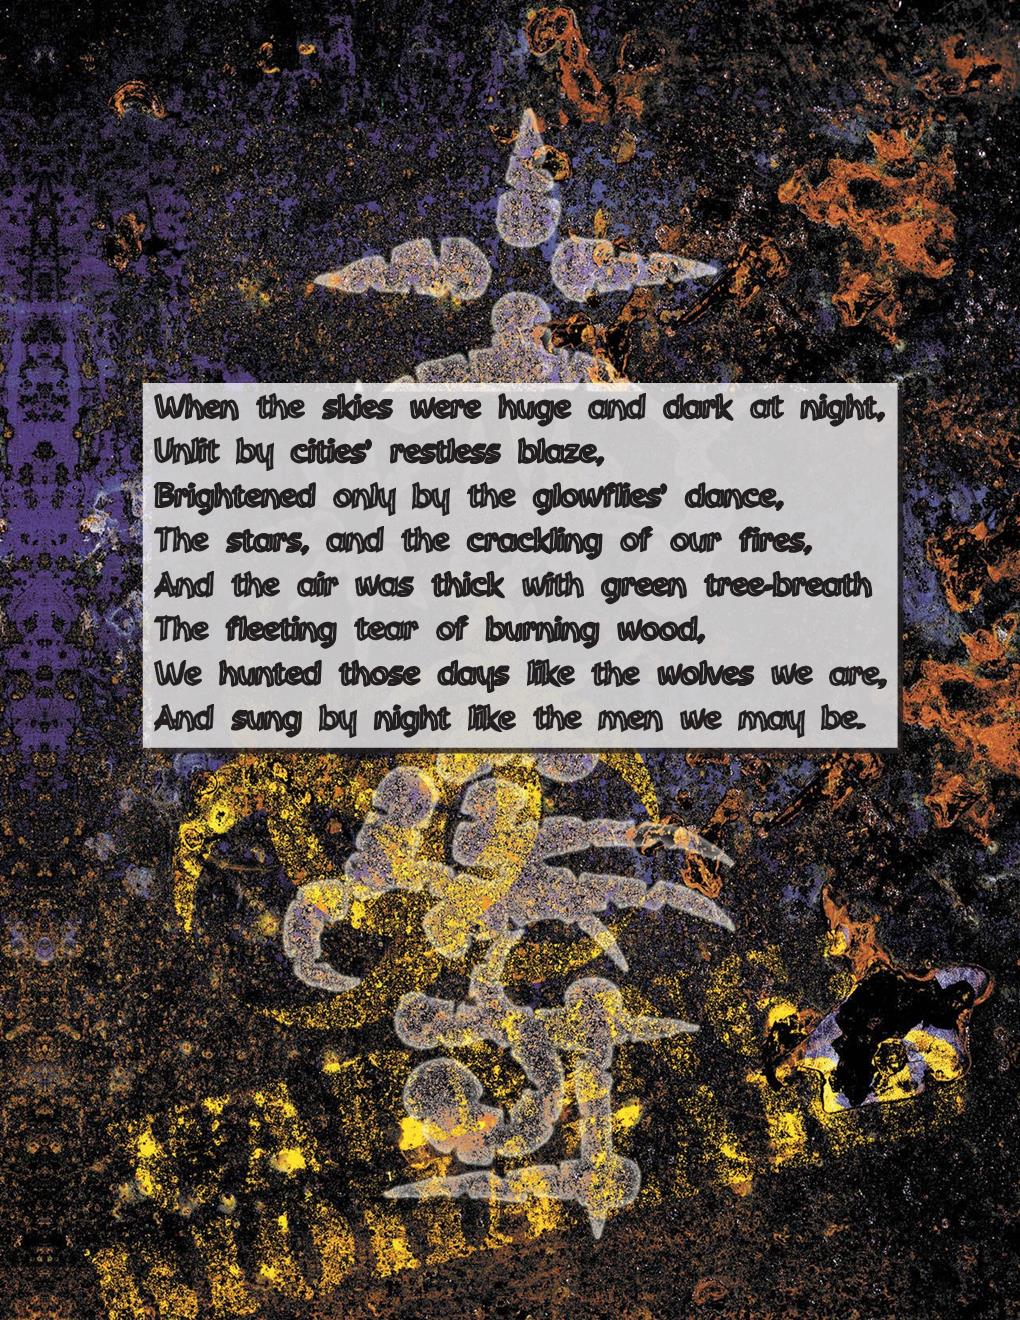 When the skies were huge and dark at night,
Unlit by cities' restless blaze,
Brightened only by the glowflies' dance,
The stars, and the crackling of our fires,
And the air was thick with green tree-breath
The fleeting tear of burning wood,
We hunted those days like the wolves we are,
And sung by night like the men we may be.